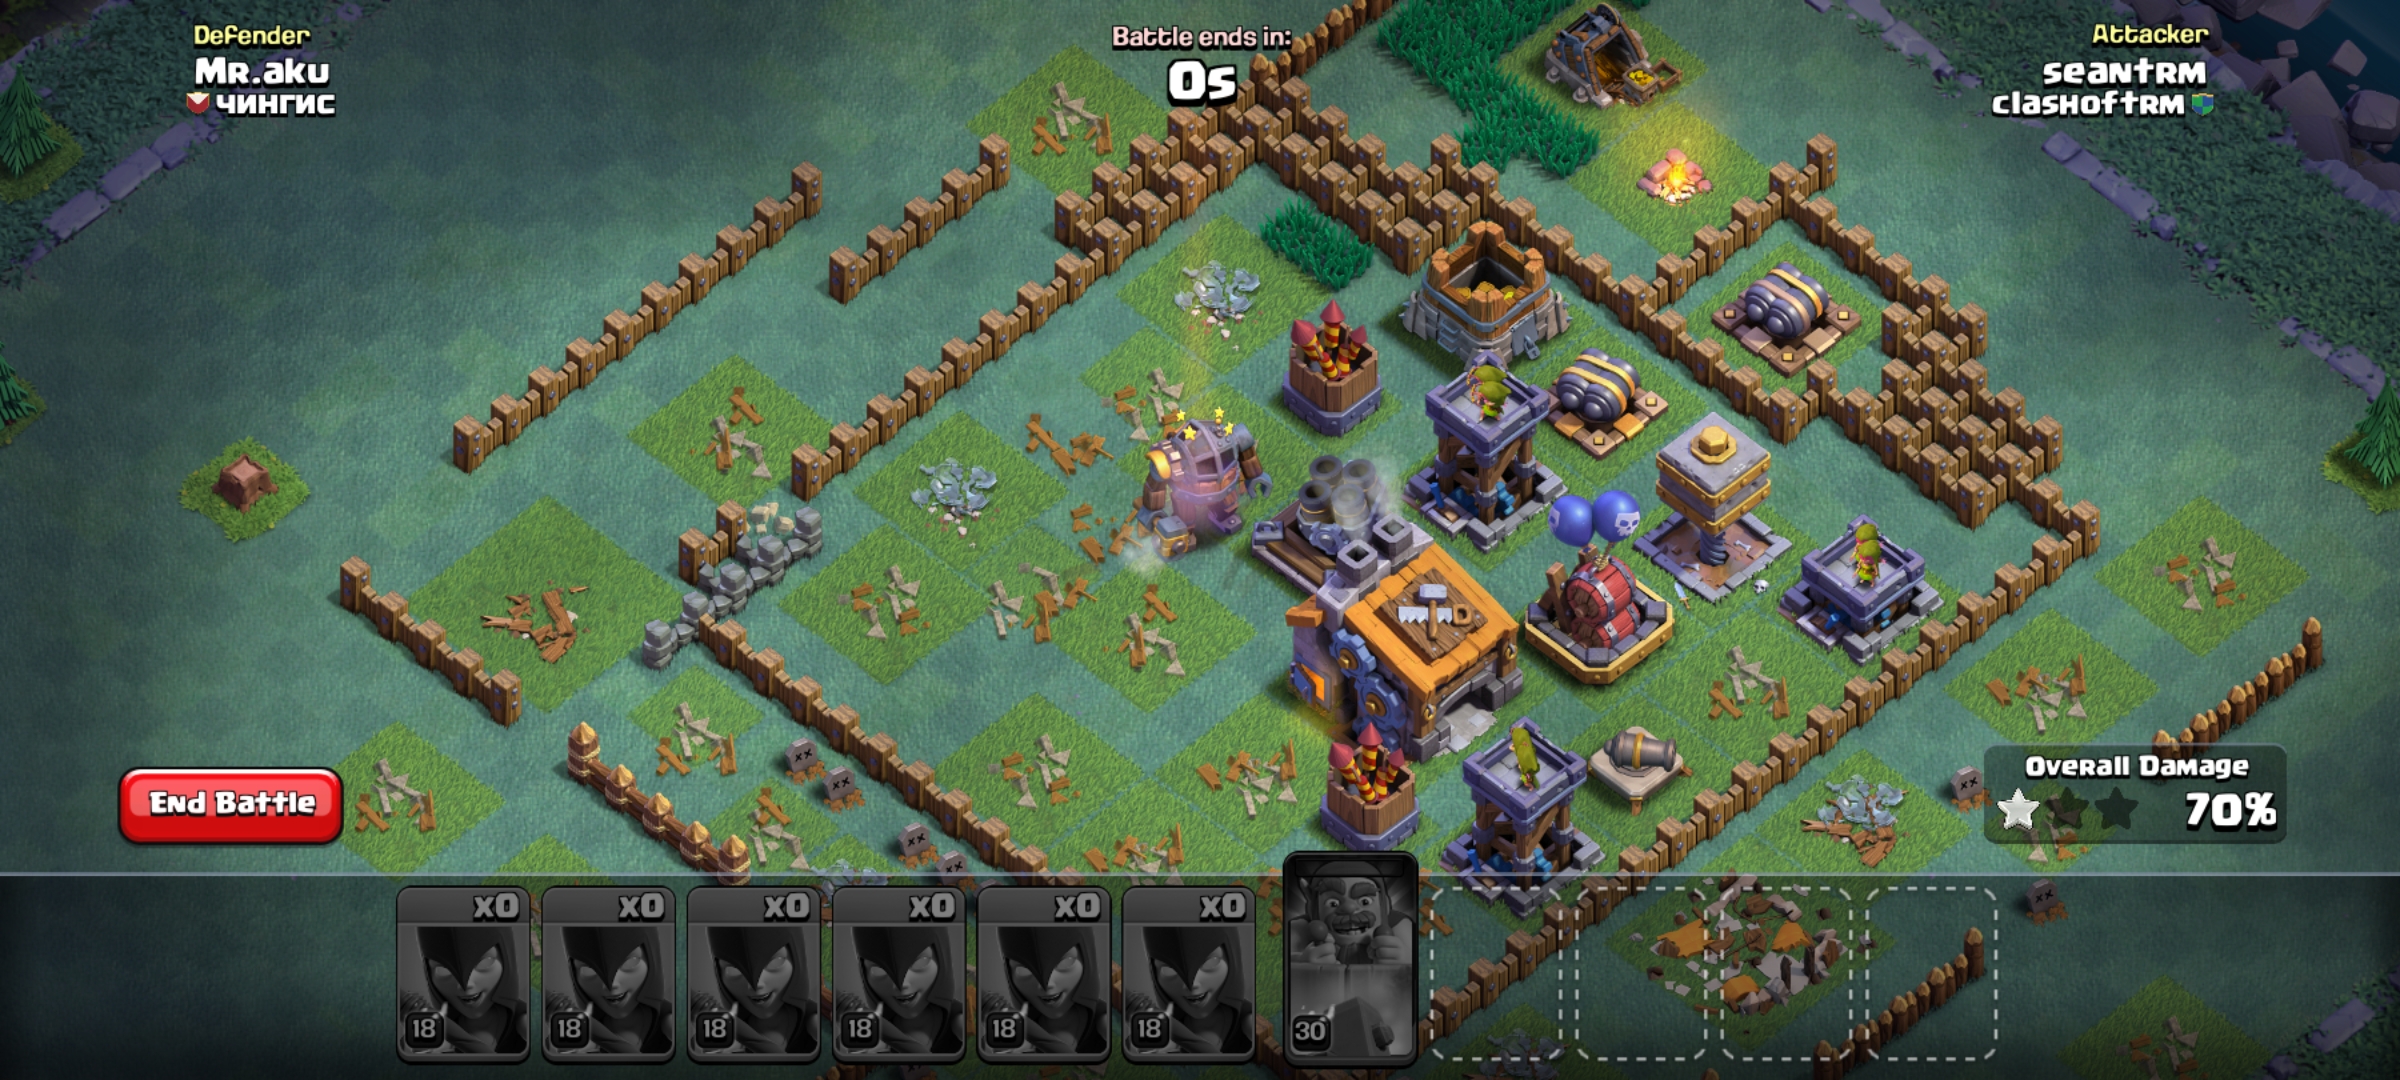 Defender
Mr.aku
чингис
Battle ends in:
0s
Attacker
seantrm
clashoftrm
End Battle
Overall Damage
70%
x0
x0
x0
x0
x0
x0
18
18
18
18
18
18
30